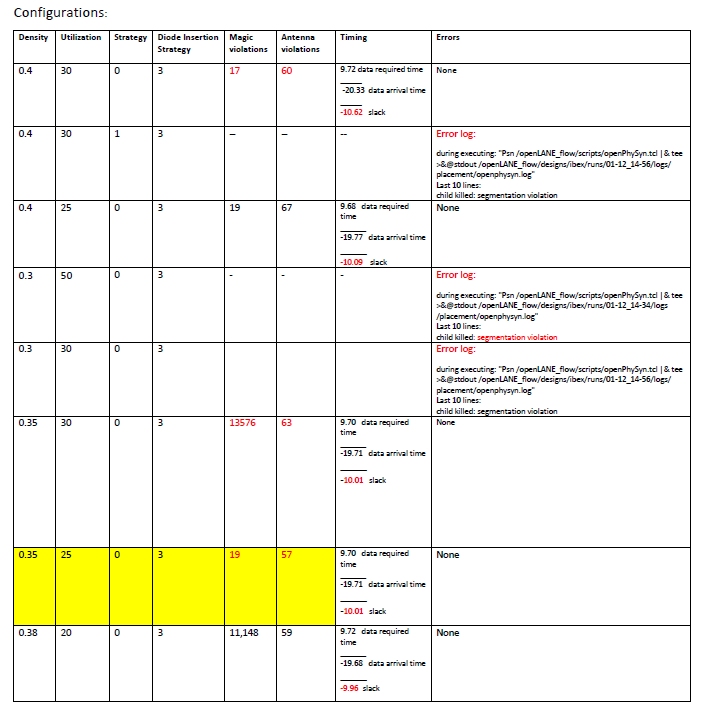 Configurations:
Density Utilization Strategy Diode Insertion Strategy Magic violations Antenna violations Timing Errors
0.4 30 0 3 17 60 9.72 data required time None
-20.33 data arrival time
-10.62 slack
0.4 30 1 3 -- -- -- Error log:
during executing: "Psn /openLANE_flow/scripts/openPhySyn.tcl |& tee
>&@stdout /openLANE_flow/designs/ibex/runs/01-12_14-56/logs/
placement/openphysyn.log"
Last 10 lines:
child killed: segmentation violation
0.4 25 0 3 19 67 9.68 data required None
time
-19.77 data arrival time
-10.09 slack
0.3 50 0 3 - - - Error log:
during executing: "Psn /openLANE_flow/scripts/openPhySyn.tcl |& tee
>&@stdout /openLANE_flow/designs/ibex/runs/01-12_14-34/logs
/placement/openphysyn.log"
Last 10 lines:
child killed: segmentation violation
0.3 30 0 3 Error log:
during executing: "Psn /openLANE_flow/scripts/openPhySyn.tcl |& tee
>&@stdout /openLANE_flow/designs/ibex/runs/01-12_14-56/logs/
placement/openphysyn.log"
Last 10 lines:
child killed: segmentation violation
0.35 30 0 3 13576 63 9.70 data required None
time
-19.71 data arrival time
-10.01 slack
0.35 25 0 3 19 57 9.70 data required None
time
-19.71 data arrival time
-10.01 slack
0.38 20 0 3 11,148 59 9.72 data required None
time
-19.68 data arrival time
-9.96 slack